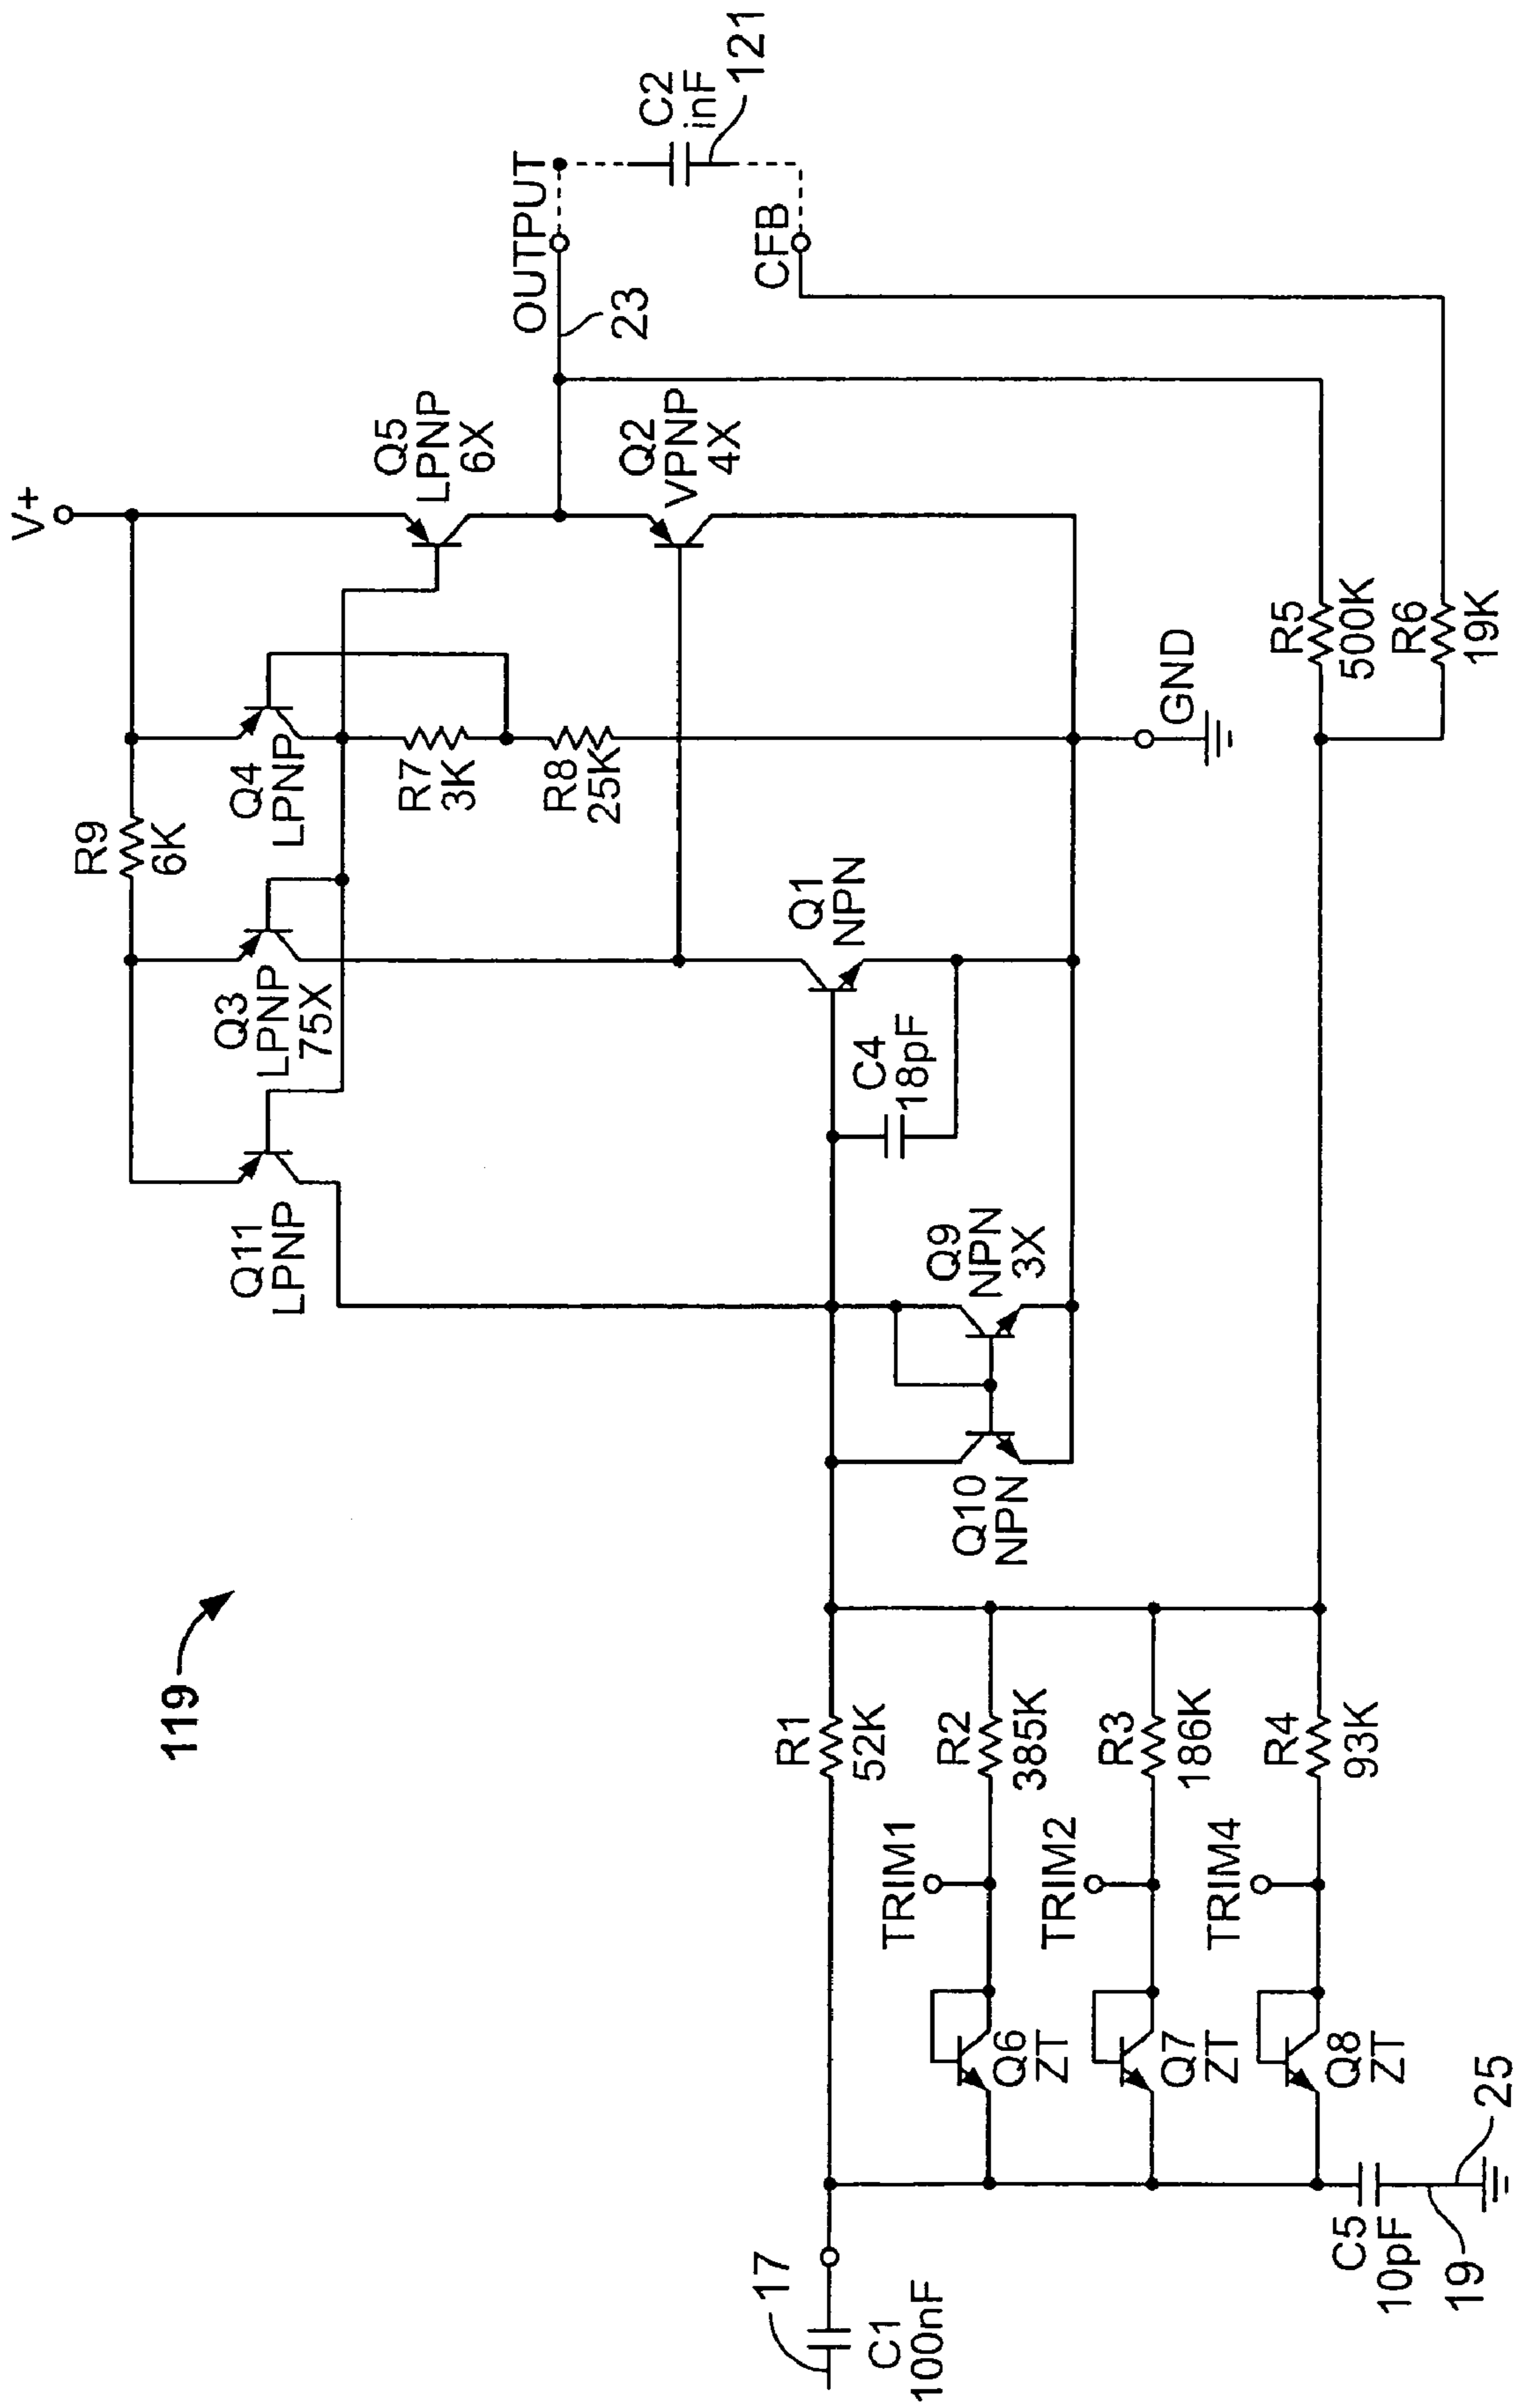 119
V+
R9
6K
Q11
LPNP
Q3
LPNP
75X
Q4
LPNP
Q5
LPNP
6X
OUTPUT
23
C2
inF
121
CFB
R7
3K
R8
25K
Q2
VPNP
4X
Q1
NPN
C4
18pF
Q9
NPN
3X
Q10
NPN
GND
17
C1
100nF
R1
52K
TRIM1
R2
385K
Q6
ZT
TRIM2
R3
186K
Q7
ZT
TRIM4
R4
93K
Q8
ZT
R5
500K
R6
19K
C5
10pF
19
25